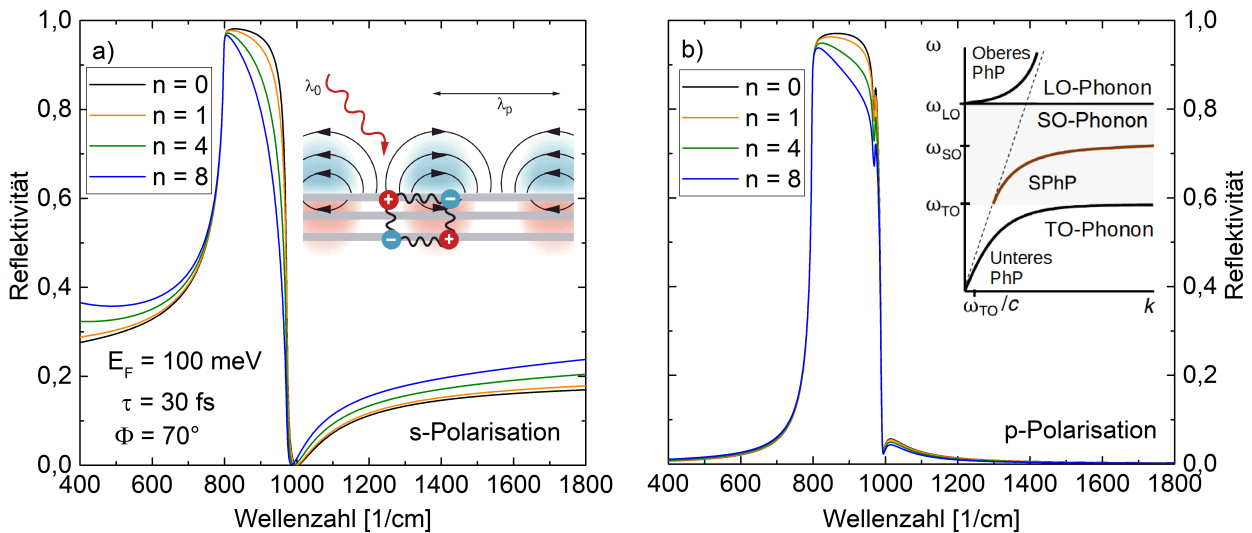 a)
n = 0
n = 1
n = 4
n = 8
λ0
λp
+
−
−
+
EF = 100 meV
τ = 30 fs
Φ = 70°
s-Polarisation
Reflektivität
1,0
0,8
0,6
0,4
0,2
0,0
400 600 800 1000 1200 1400 1600 1800
Wellenzahl [1/cm]
b)
n = 0
n = 1
n = 4
n = 8
ω
Oberes
PhP
LO-Phonon
ωLO
SO-Phonon
ωSO
SPhP
ωTO
TO-Phonon
Unteres
PhP
ωTO/c
k
p-Polarisation
1,0
0,8
0,6
0,4
0,2
0,0
Reflektivität
400 600 800 1000 1200 1400 1600 1800
Wellenzahl [1/cm]